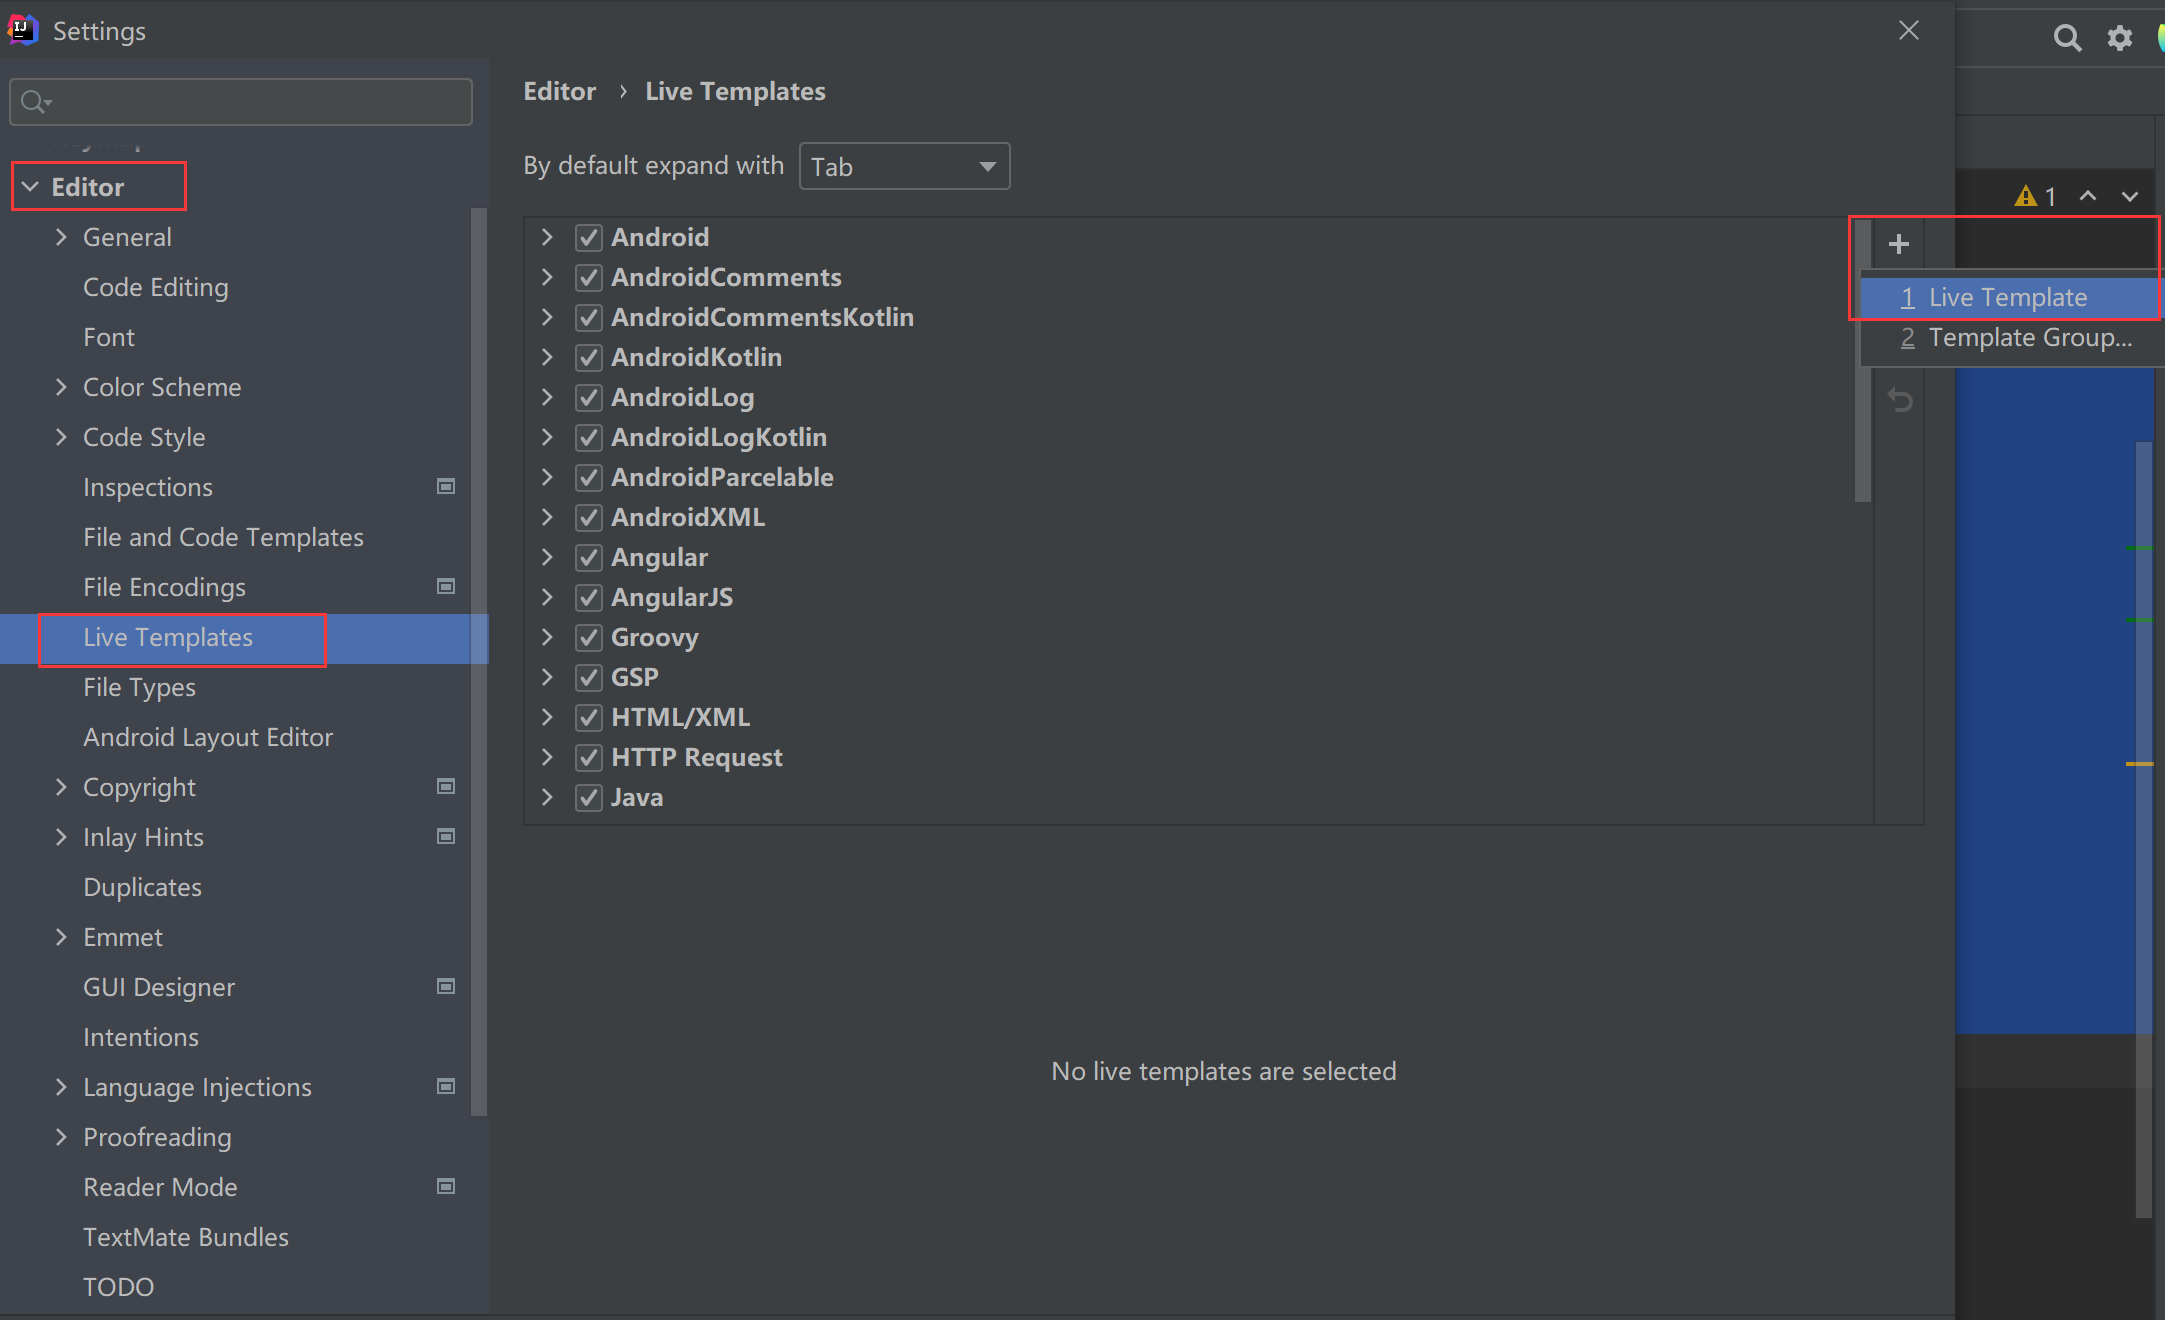 Settings
Editor
General
Code Editing
Font
Color Scheme
Code Style
Inspections
File and Code Templates
File Encodings
Live Templates
File Types
Android Layout Editor
Copyright
Inlay Hints
Duplicates
Emmet
GUI Designer
Intentions
Language Injections
Proofreading
Reader Mode
TextMate Bundles
TODO
Editor › Live Templates
By default expand with Tab
Android
AndroidComments
AndroidCommentsKotlin
AndroidKotlin
AndroidLog
AndroidLogKotlin
AndroidParcelable
AndroidXML
Angular
AngularJS
Groovy
GSP
HTML/XML
HTTP Request
Java
No live templates are selected
1
1 Live Template
2 Template Group...